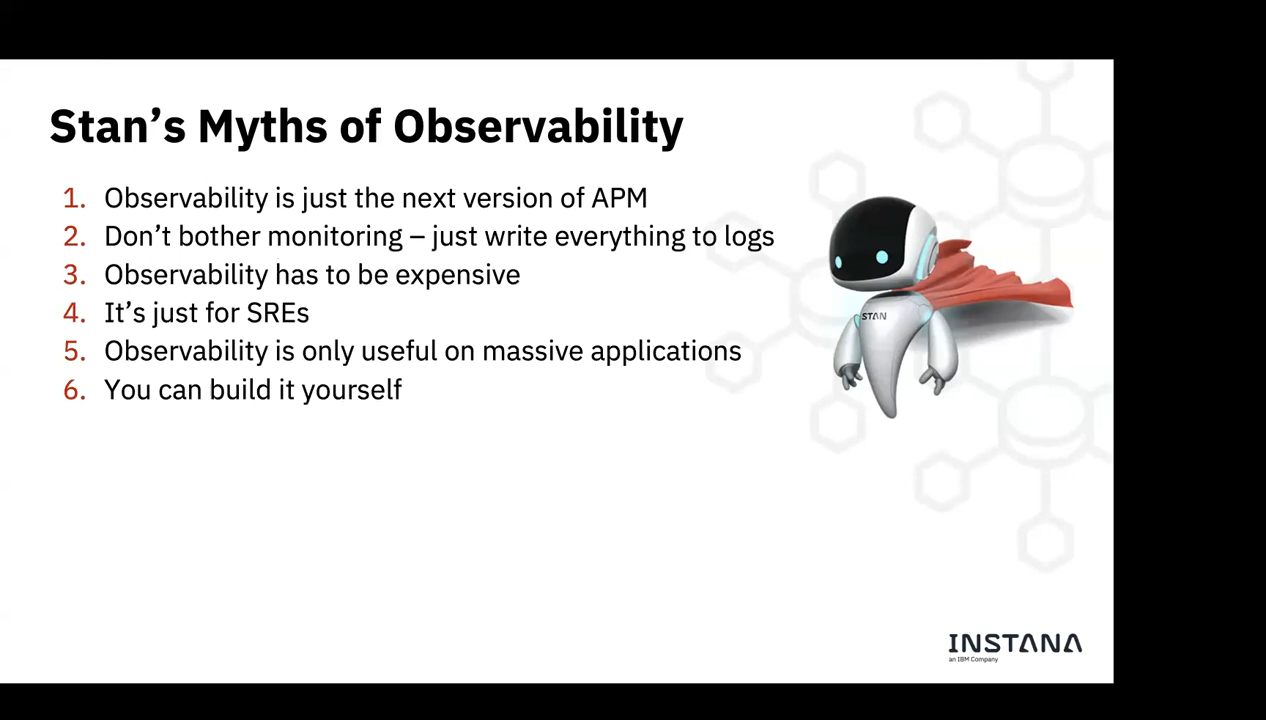 Stan’s Myths of Observability
1. Observability is just the next version of APM
2. Don’t bother monitoring – just write everything to logs
3. Observability has to be expensive
4. It’s just for SREs
5. Observability is only useful on massive applications
6. You can build it yourself
STAN
INSTANA
an IBM Company